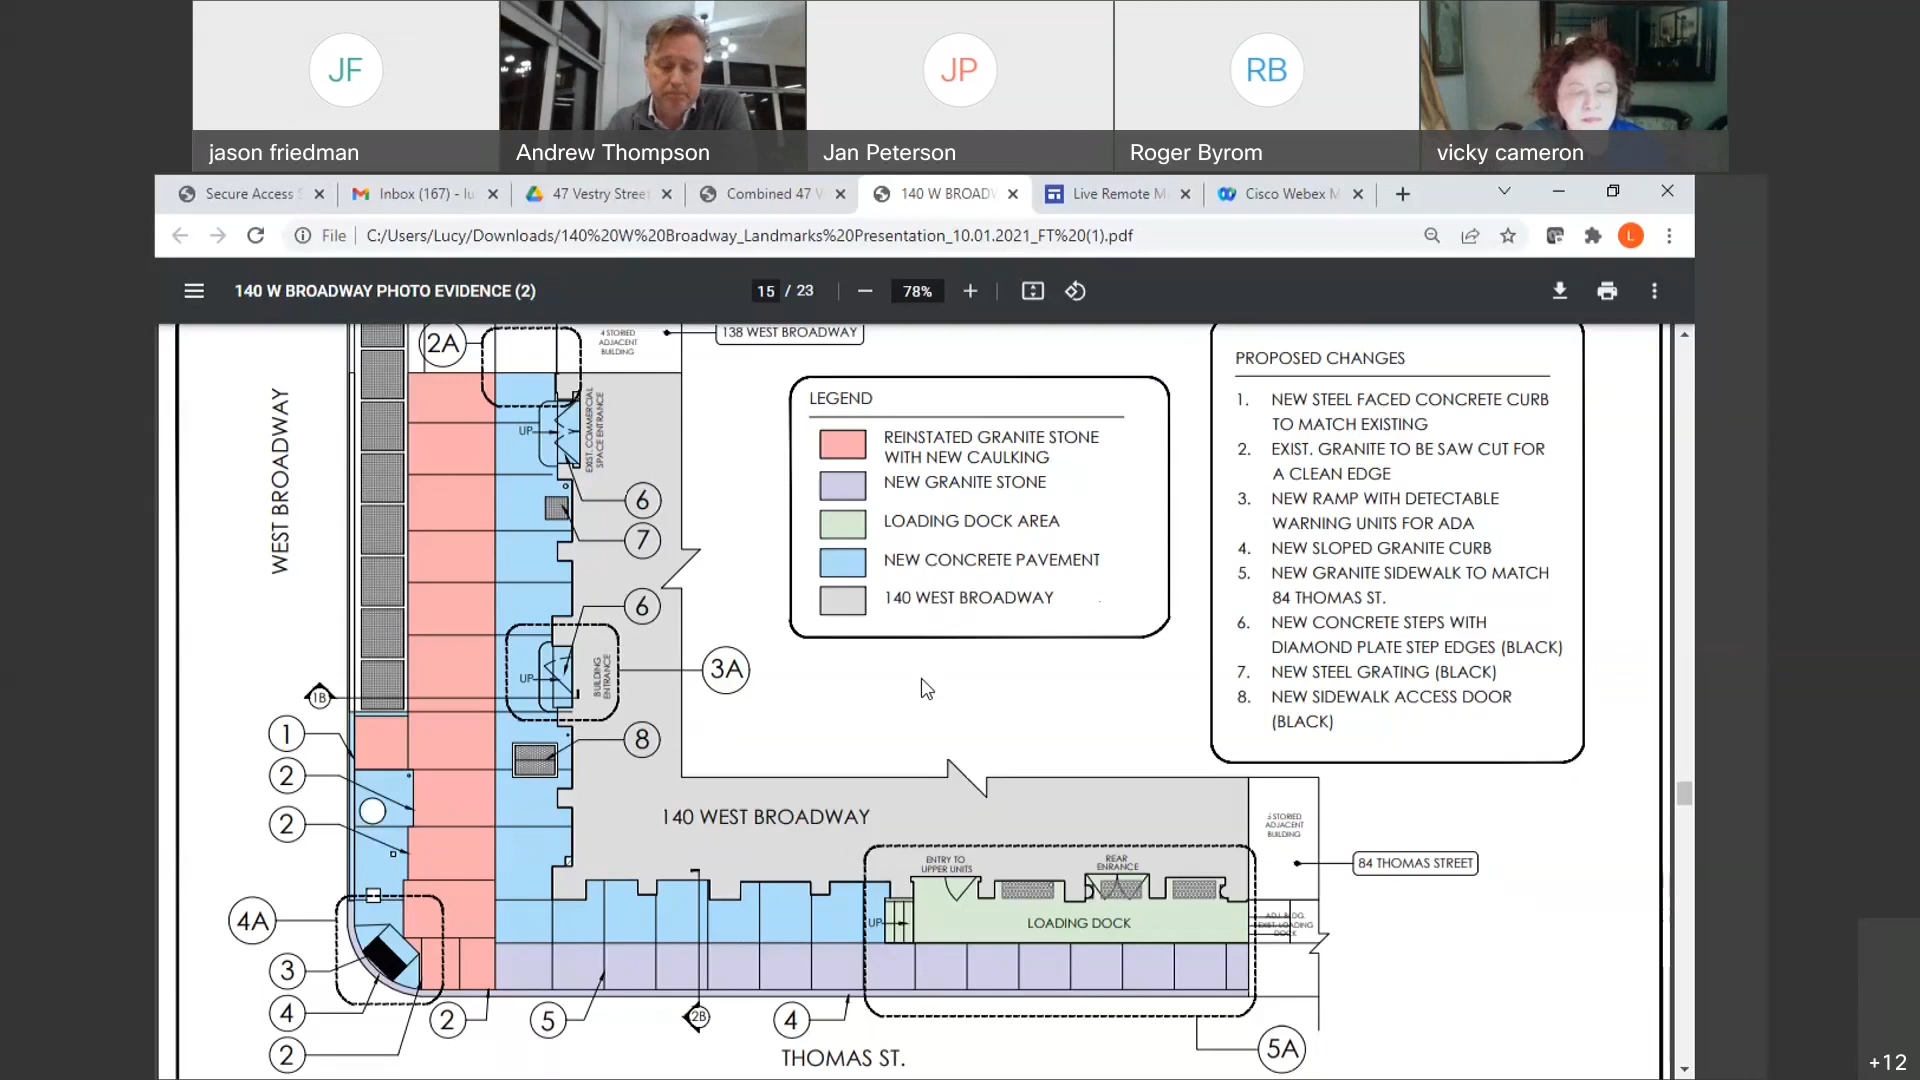 JF
JP
RB
jason friedman
Andrew Thompson
Jan Peterson
Roger Byrom
vicky cameron
Secure Access S
Inbox (167) - lu
47 Vestry Street
Combined 47 V
140 W BROADW
Live Remote M
Cisco Webex M
File
C:/Users/Lucy/Downloads/140%20W%20Broadway_Landmarks%20Presentation_10.01.2021_FT%20(1).pdf
L
140 W BROADWAY PHOTO EVIDENCE (2)
15 / 23
78%
2A
4 STORIED
ADJACENT
BUILDING
138 WEST BROADWAY
WEST BROADWAY
UP
EXIST. COMMERCIAL
SPACE ENTRANCE
6
7
6
UP
BUILDING
ENTRANCE
3A
1B
1
8
2
2
LEGEND
REINSTATED GRANITE STONE
WITH NEW CAULKING
NEW GRANITE STONE
LOADING DOCK AREA
NEW CONCRETE PAVEMENT
140 WEST BROADWAY
PROPOSED CHANGES
1. NEW STEEL FACED CONCRETE CURB
TO MATCH EXISTING
2. EXIST. GRANITE TO BE SAW CUT FOR
A CLEAN EDGE
3. NEW RAMP WITH DETECTABLE
WARNING UNITS FOR ADA
4. NEW SLOPED GRANITE CURB
5. NEW GRANITE SIDEWALK TO MATCH
84 THOMAS ST.
6. NEW CONCRETE STEPS WITH
DIAMOND PLATE STEP EDGES (BLACK)
7. NEW STEEL GRATING (BLACK)
8. NEW SIDEWALK ACCESS DOOR
(BLACK)
140 WEST BROADWAY
ENTRY TO
UPPER UNITS
REAR
ENTRANCE
STORIED
ADJACENT
BUILDING
84 THOMAS STREET
UP
LOADING DOCK
ADJ. BLDG.
EXIST. LOADING
DOCK
4A
3
4
2
2
5
2B
4
5A
THOMAS ST.
+12